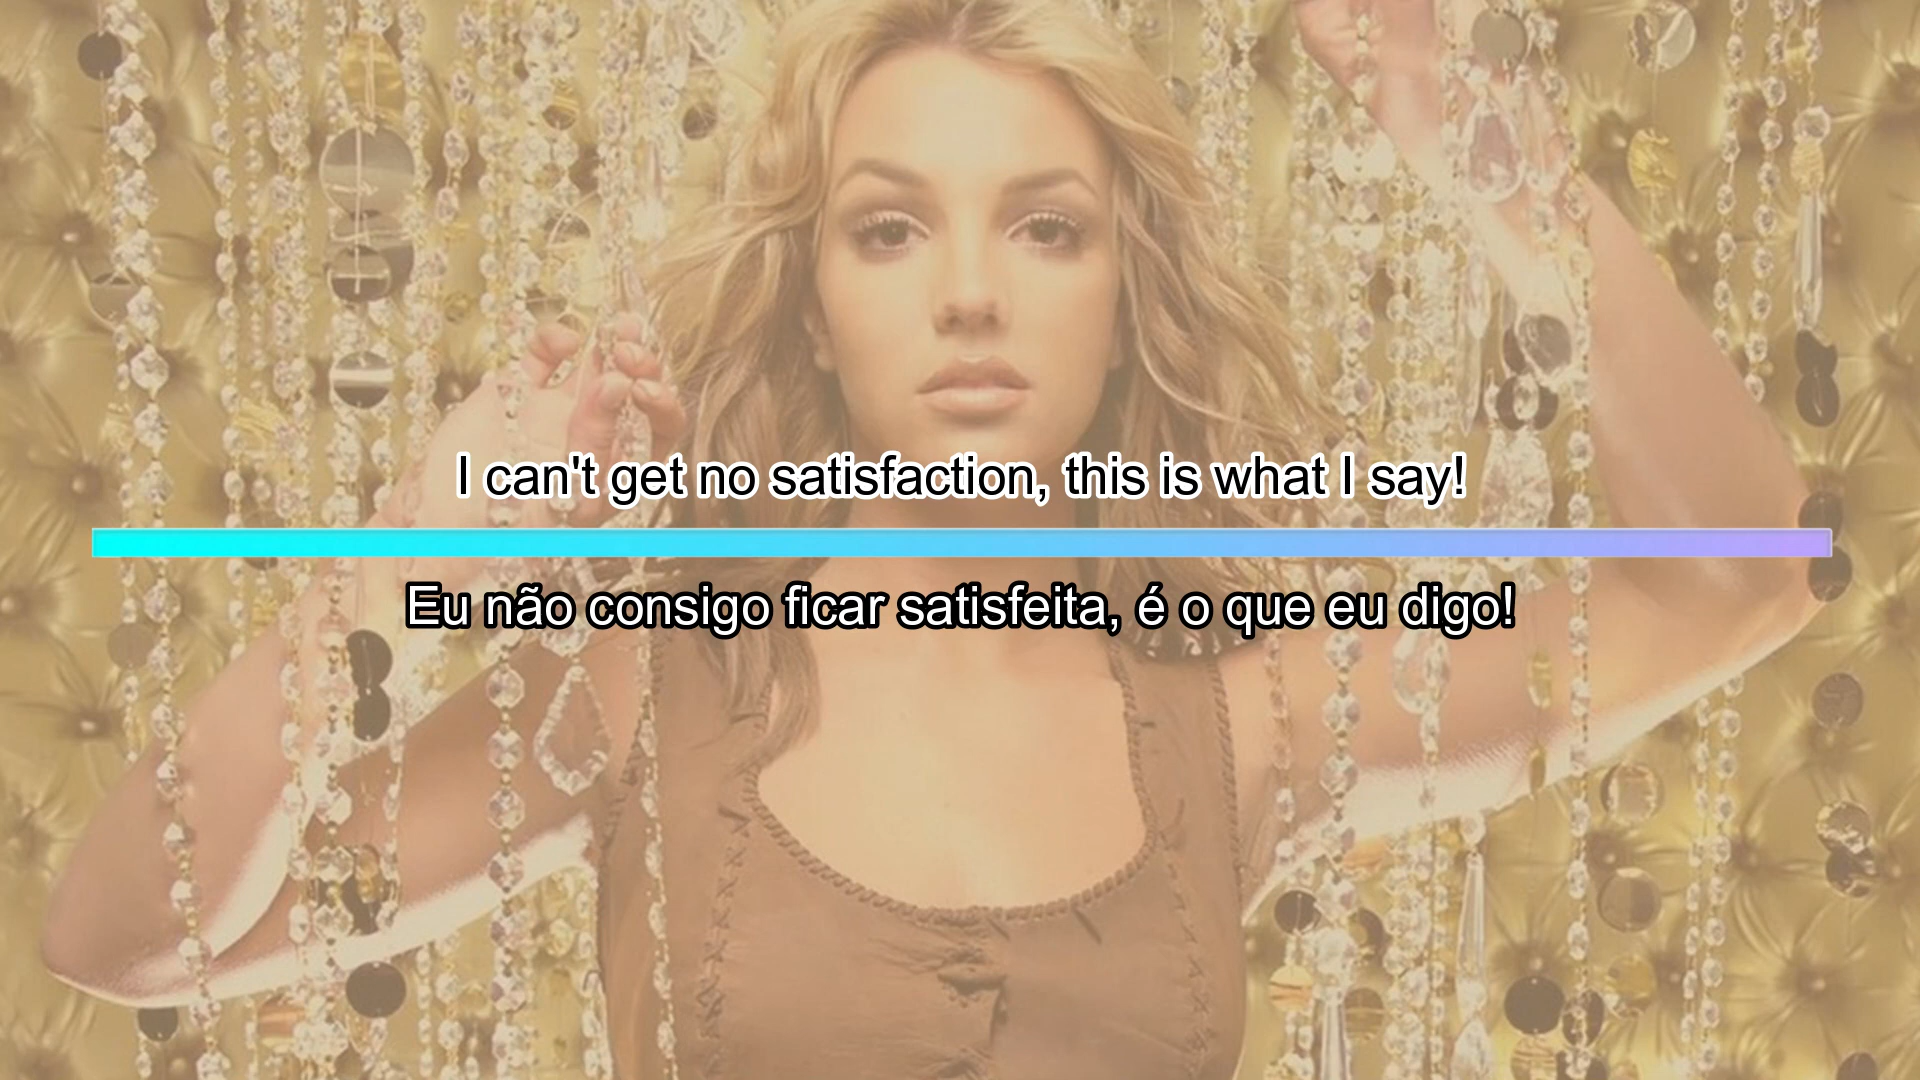 I can't get no satisfaction, this is what I say!
Eu não consigo ficar satisfeita, é o que eu digo!